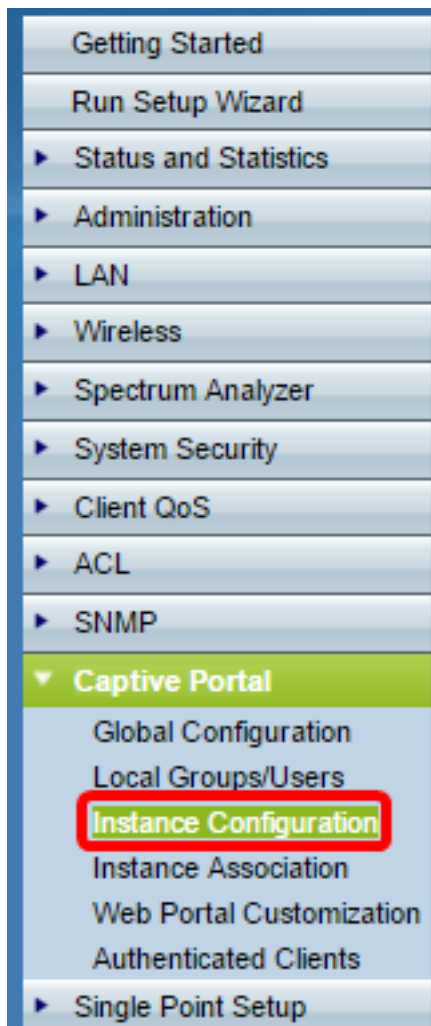 Getting Started
Run Setup Wizard
Status and Statistics
Administration
LAN
Wireless
Spectrum Analyzer
System Security
Client QoS
ACL
SNMP
Captive Portal
Global Configuration
Local Groups/Users
Instance Configuration
Instance Association
Web Portal Customization
Authenticated Clients
Single Point Setup